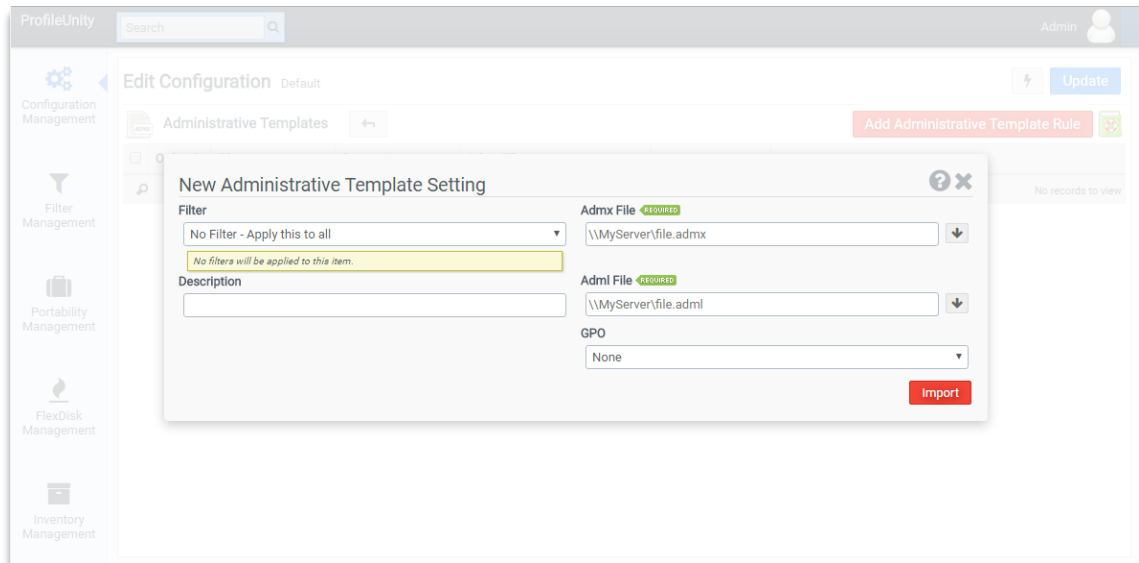 ProfileUnity
Search
Admin
Configuration
Management
Edit Configuration Default
Update
Administrative Templates
Add Administrative Template Rule
Filter
Management
No records to view
New Administrative Template Setting
Filter
No Filter - Apply this to all
No filters will be applied to this item.
Description
Admx File REQUIRED
\\MyServer\file.admx
Adml File REQUIRED
\\MyServer\file.adml
GPO
None
Import
Portability
Management
FlexDisk
Management
Inventory
Management